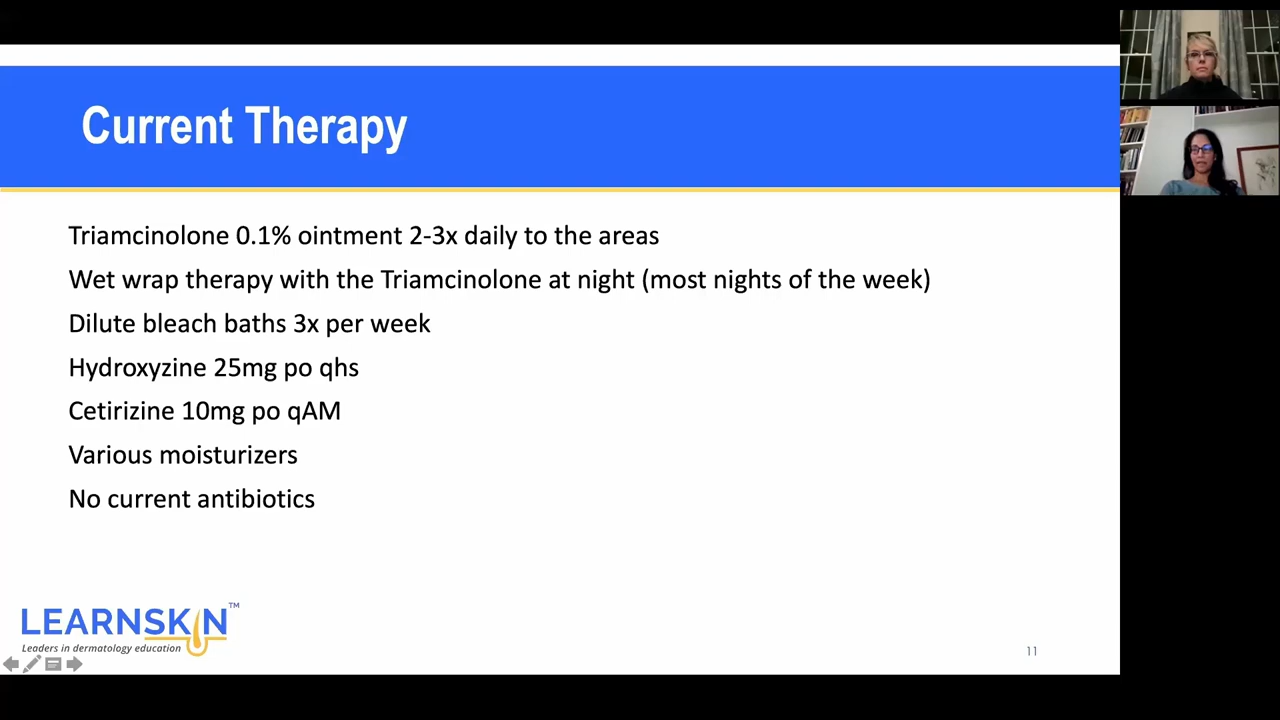 Current Therapy
Triamcinolone 0.1% ointment 2-3x daily to the areas
Wet wrap therapy with the Triamcinolone at night (most nights of the week)
Dilute bleach baths 3x per week
Hydroxyzine 25mg po qhs
Cetirizine 10mg po qAM
Various moisturizers
No current antibiotics
LEARNSKIN™
Leaders in dermatology education
11